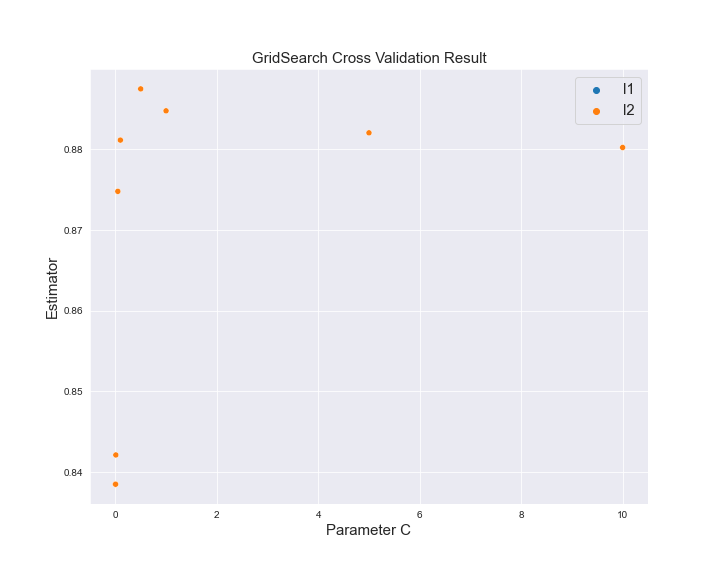 GridSearch Cross Validation Result
l1
l2
0.88
0.87
0.86
0.85
0.84
Estimator
0
2
4
6
8
10
Parameter C